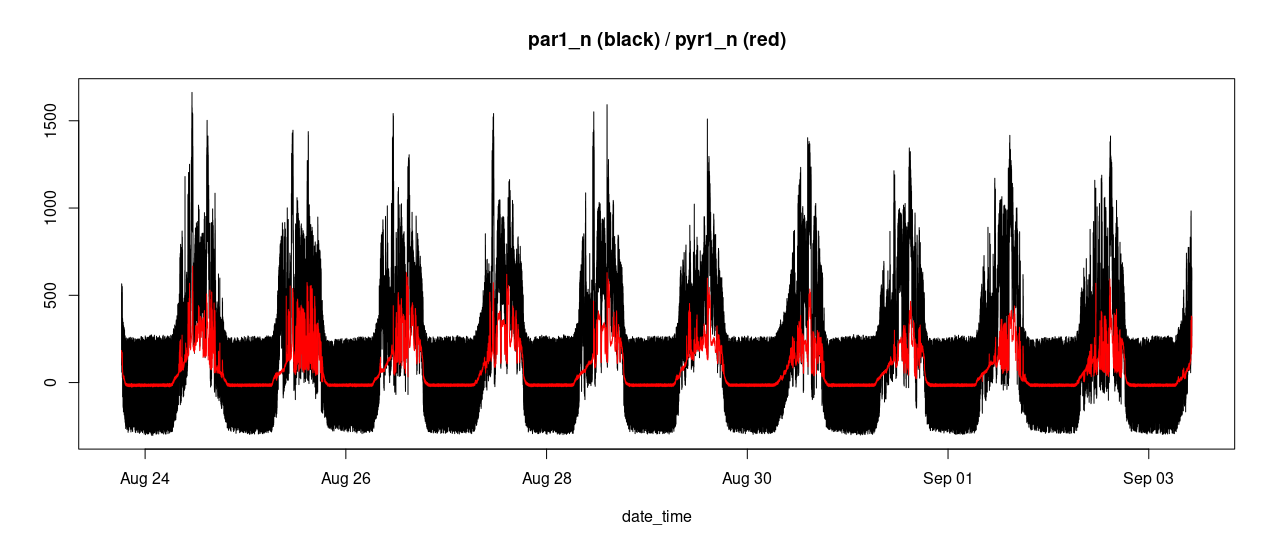 par1_n (black) / pyr1_n (red)
1500
1000
500
0
Aug 24 Aug 26 Aug 28 Aug 30 Sep 01 Sep 03
date_time